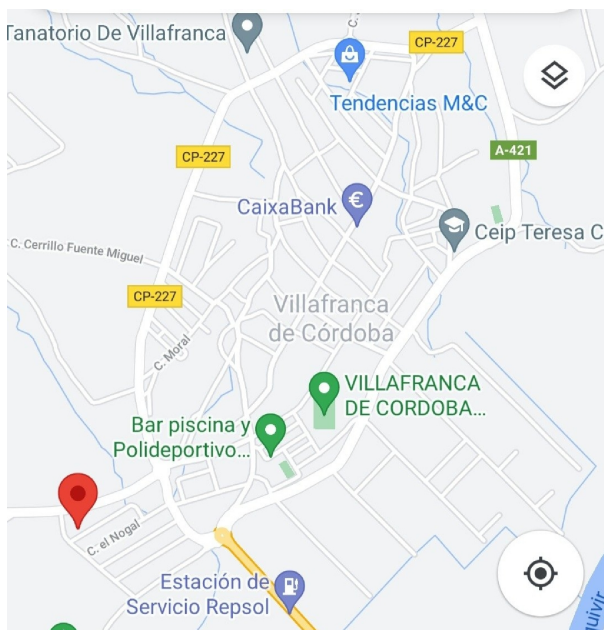 Tanatorio De Villafranca
CP-227
Tendencias M&C
CP-227
A-421
CaixaBank
€
Ceip Teresa C
C. Cerrillo Fuente Miguel
CP-227
Villafranca
de Córdoba
C. Moral
VILLAFRANCA
DE CORDOBA...
Bar piscina y
Polideportivo...
C. el Nogal
Estación de
Servicio Repsol
quivir